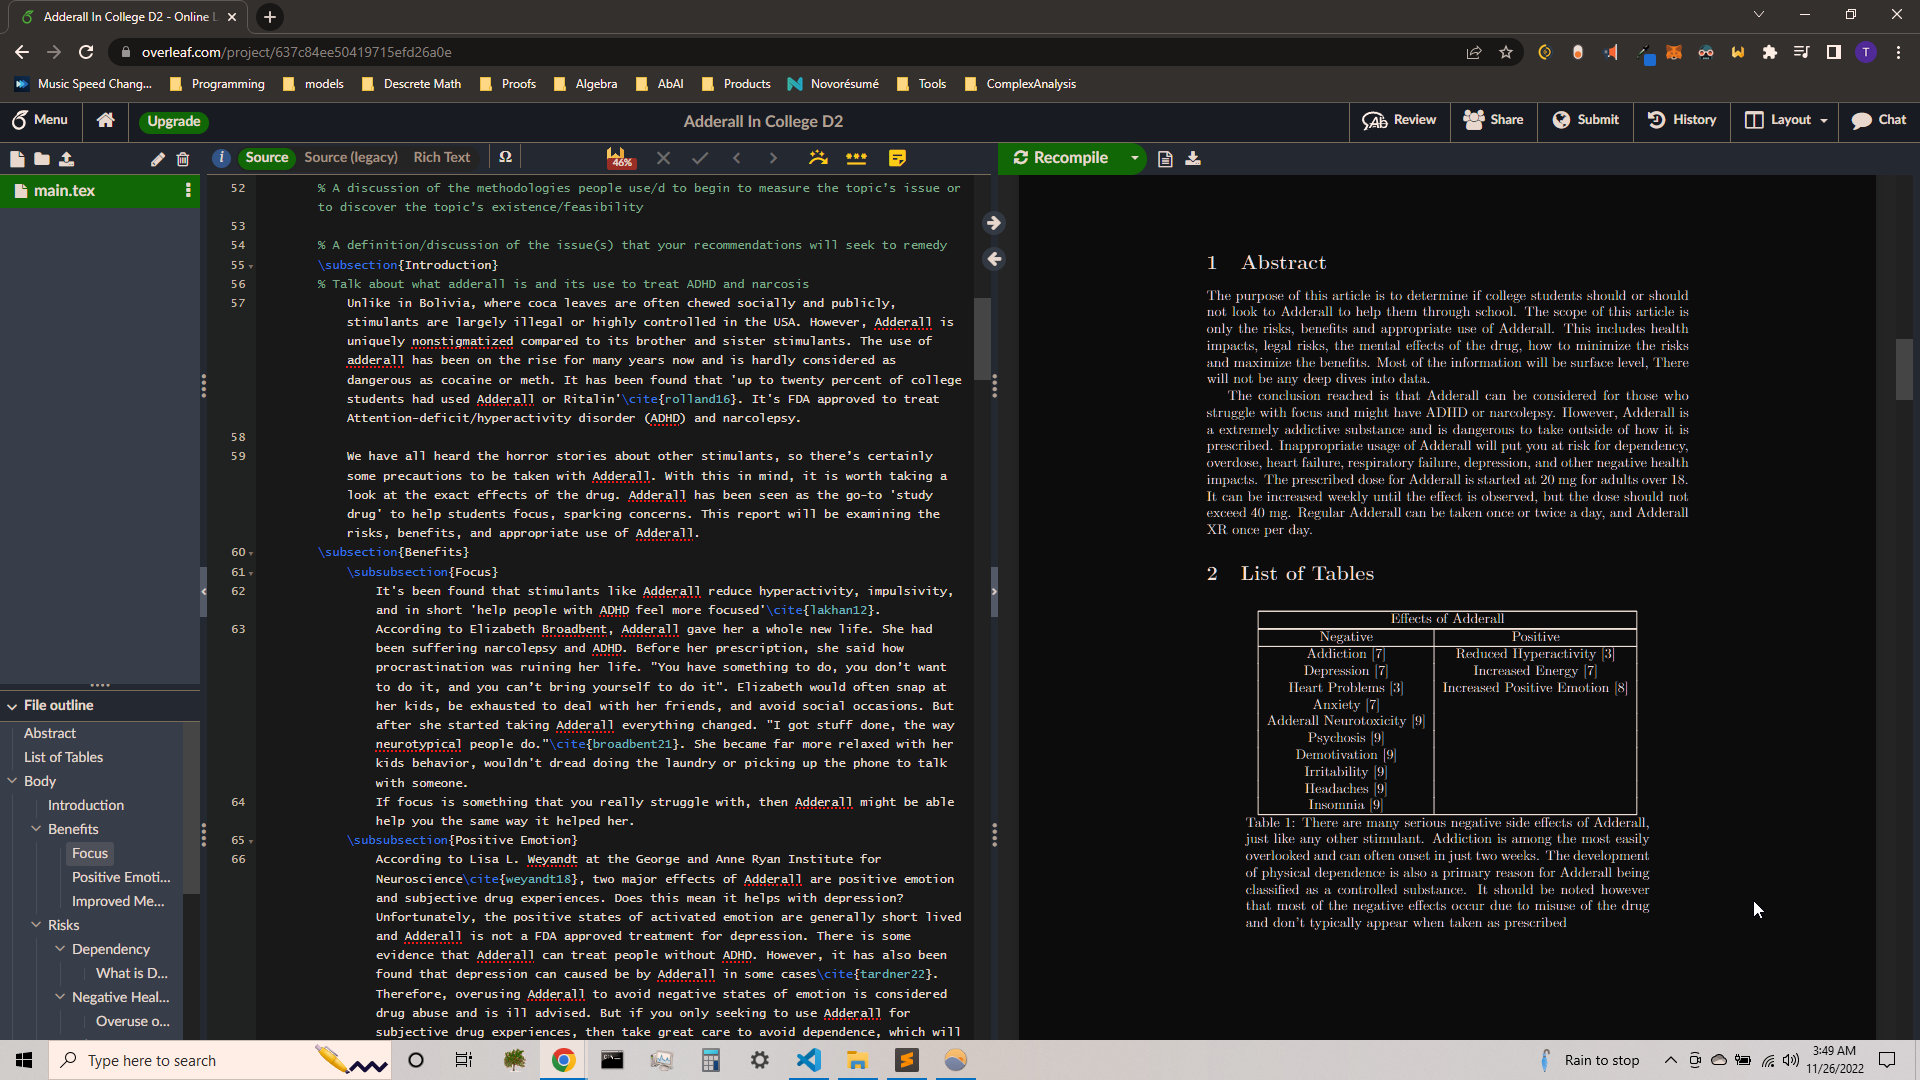 Adderall In College D2 - Online L
overleaf.com/project/637c84ee50419715efd26a0e
T
Music Speed Chang... Programming models Descrete Math Proofs Algebra AbAl Products Novorésumé Tools ComplexAnalysis
Menu Upgrade Adderall In College D2 Review Share Submit History Layout Chat
Source Source (legacy) Rich Text Ω 46% Recompile
main.tex
File outline
Abstract
List of Tables
Body
Introduction
Benefits
Focus
Positive Emoti...
Improved Me...
Risks
Dependency
What is D...
Negative Heal...
Overuse o...
52 % A discussion of the methodologies people use/d to begin to measure the topic's issue or
to discover the topic's existence/feasibility
53
54 % A definition/discussion of the issue(s) that your recommendations will seek to remedy
55 \subsection{Introduction}
56 % Talk about what adderall is and its use to treat ADHD and narcosis
57 Unlike in Bolivia, where coca leaves are often chewed socially and publicly,
stimulants are largely illegal or highly controlled in the USA. However, Adderall is
uniquely nonstigmatized compared to its brother and sister stimulants. The use of
adderall has been on the rise for many years now and is hardly considered as
dangerous as cocaine or meth. It has been found that 'up to twenty percent of college
students had used Adderall or Ritalin'\cite{rolland16}. It's FDA approved to treat
Attention-deficit/hyperactivity disorder (ADHD) and narcolepsy.
58
59 We have all heard the horror stories about other stimulants, so there's certainly
some precautions to be taken with Adderall. With this in mind, it is worth taking a
look at the exact effects of the drug. Adderall has been seen as the go-to 'study
drug' to help students focus, sparking concerns. This report will be examining the
risks, benefits, and appropriate use of Adderall.
60 \subsection{Benefits}
61 \subsubsection{Focus}
62 It's been found that stimulants like Adderall reduce hyperactivity, impulsivity,
and in short 'help people with ADHD feel more focused'\cite{lakhan12}.
63 According to Elizabeth Broadbent, Adderall gave her a whole new life. She had
been suffering narcolepsy and ADHD. Before her prescription, she said how
procrastination was ruining her life. "You have something to do, you don't want
to do it, and you can't bring yourself to do it". Elizabeth would often snap at
her kids, be exhausted to deal with her friends, and avoid social occasions. But
after she started taking Adderall everything changed. "I got stuff done, the way
neurotypical people do."\cite{broadbent21}. She became far more relaxed with her
kids behavior, wouldn't dread doing the laundry or picking up the phone to talk
with someone.
64 If focus is something that you really struggle with, then Adderall might be able
help you the same way it helped her.
65 \subsubsection{Positive Emotion}
66 According to Lisa L. Weyandt at the George and Anne Ryan Institute for
Neuroscience\cite{weyandt18}, two major effects of Adderall are positive emotion
and subjective drug experiences. Does this mean it helps with depression?
Unfortunately, the positive states of activated emotion are generally short lived
and Adderall is not a FDA approved treatment for depression. There is some
evidence that Adderall can treat people without ADHD. However, it has also been
found that depression can caused be by Adderall in some cases\cite{tardner22}.
Therefore, overusing Adderall to avoid negative states of emotion is considered
drug abuse and is ill advised. But if you only seeking to use Adderall for
subjective drug experiences, then take great care to avoid dependence, which will
1 Abstract
The purpose of this article is to determine if college students should or should
not look to Adderall to help them through school. The scope of this article is
only the risks, benefits and appropriate use of Adderall. This includes health
impacts, legal risks, the mental effects of the drug, how to minimize the risks
and maximize the benefits. Most of the information will be surface level, There
will not be any deep dives into data.
The conclusion reached is that Adderall can be considered for those who
struggle with focus and might have ADHD or narcolepsy. However, Adderall is
a extremely addictive substance and is dangerous to take outside of how it is
prescribed. Inappropriate usage of Adderall will put you at risk for dependency,
overdose, heart failure, respiratory failure, depression, and other negative health
impacts. The prescribed dose for Adderall is started at 20 mg for adults over 18.
It can be increased weekly until the effect is observed, but the dose should not
exceed 40 mg. Regular Adderall can be taken once or twice a day, and Adderall
XR once per day.
2 List of Tables
Effects of Adderall
Negative Positive
Addiction [7] Reduced Hyperactivity [3]
Depression [7] Increased Energy [7]
Heart Problems [3] Increased Positive Emotion [8]
Anxiety [7]
Adderall Neurotoxicity [9]
Psychosis [9]
Demotivation [9]
Irritability [9]
Headaches [9]
Insomnia [9]
Table 1: There are many serious negative side effects of Adderall,
just like any other stimulant. Addiction is among the most easily
overlooked and can often onset in just two weeks. The development
of physical dependence is also a primary reason for Adderall being
classified as a controlled substance. It should be noted however
that most of the negative effects occur due to misuse of the drug
and don't typically appear when taken as prescribed
Type here to search
Rain to stop
3:49 AM
11/26/2022